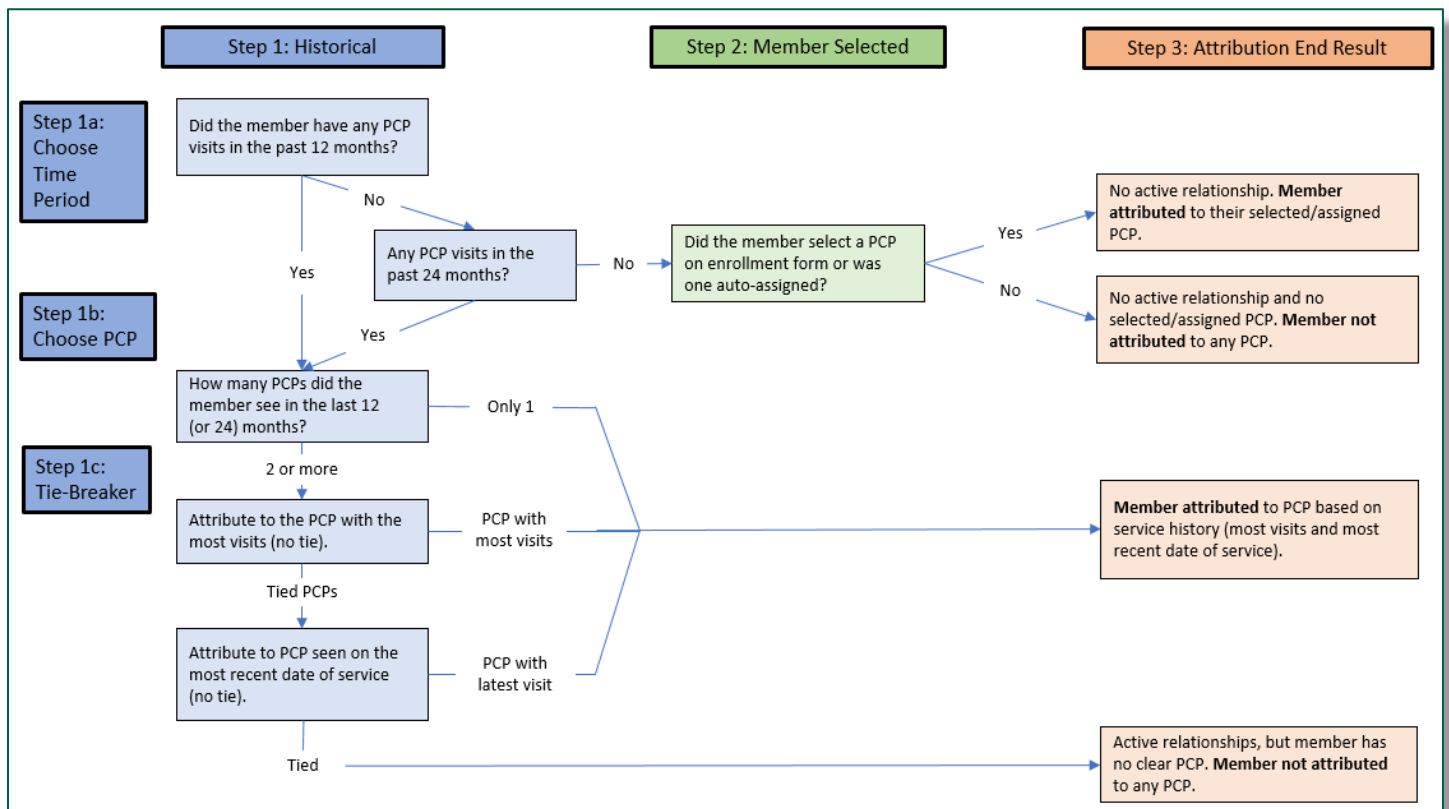 Step 1: Historical
Step 2: Member Selected
Step 3: Attribution End Result
Step 1a:
Choose
Time
Period
Did the member have any PCP
visits in the past 12 months?
No
Yes
Any PCP visits in the
past 24 months?
No
Did the member select a PCP
on enrollment form or was
one auto-assigned?
Yes
No active relationship. Member
attributed to their selected/assigned
PCP.
No
No active relationship and no
selected/assigned PCP. Member not
attributed to any PCP.
Step 1b:
Choose PCP
Yes
How many PCPs did the
member see in the last 12
(or 24) months?
Only 1
2 or more
Step 1c:
Tie-Breaker
Attribute to the PCP with the
most visits (no tie).
PCP with
most visits
Member attributed to PCP based on
service history (most visits and most
recent date of service).
Tied PCPs
Attribute to PCP seen on the
most recent date of service
(no tie).
PCP with
latest visit
Tied
Active relationships, but member has
no clear PCP. Member not attributed
to any PCP.